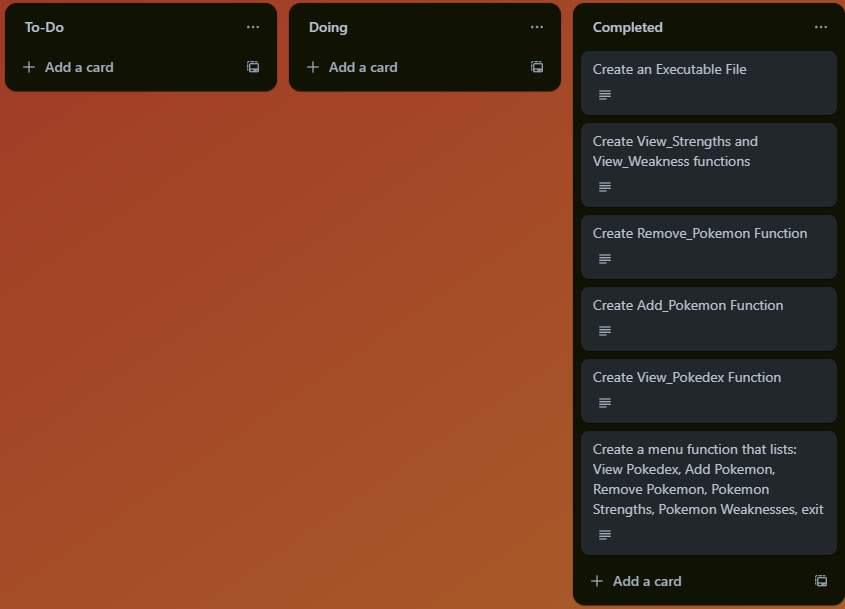 To-Do
Add a card
Doing
Add a card
Completed
Create an Executable File
Create View_Strengths and
View_Weakness functions
Create Remove_Pokemon Function
Create Add_Pokemon Function
Create View_Pokedex Function
Create a menu function that lists:
View Pokedex, Add Pokemon,
Remove Pokemon, Pokemon
Strengths, Pokemon Weaknesses, exit
Add a card